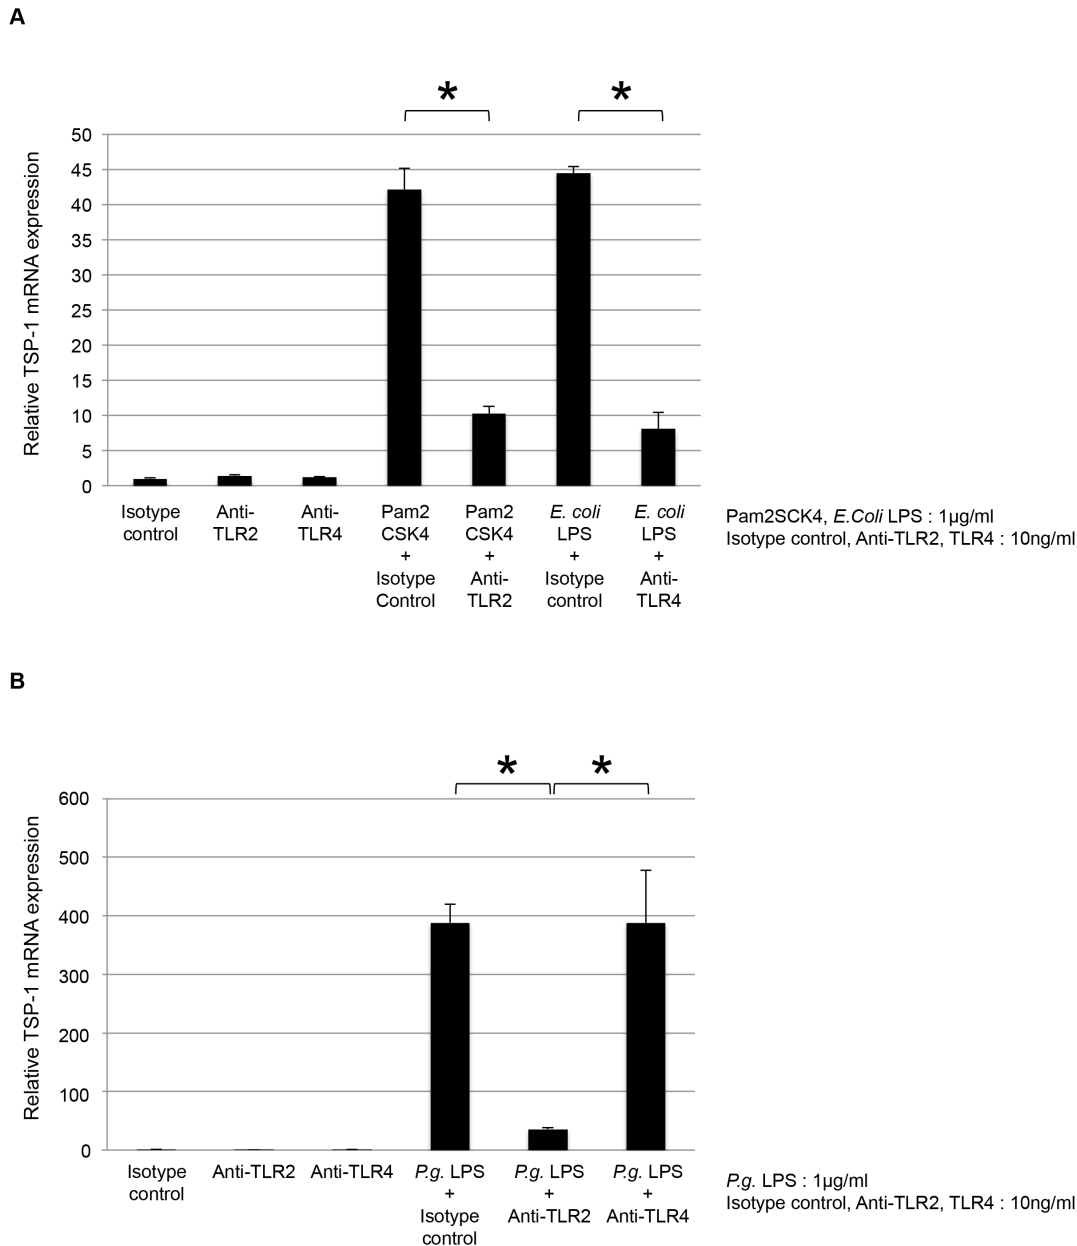 A
*
*
Relative TSP-1 mRNA expression
50
45
40
35
30
25
20
15
10
5
0
Isotype
control
Anti-
TLR2
Anti-
TLR4
Pam2
CSK4
+
Isotype
Control
Pam2
CSK4
+
Anti-
TLR2
E. coli
LPS
+
Isotype
control
E. coli
LPS
+
Anti-
TLR4
Pam2SCK4, E.Coli LPS : 1µg/ml
Isotype control, Anti-TLR2, TLR4 : 10ng/ml
B
*
*
Relative TSP-1 mRNA expression
600
500
400
300
200
100
0
Isotype
control
Anti-TLR2
Anti-TLR4
P.g. LPS
+
Isotype
control
P.g. LPS
+
Anti-TLR2
P.g. LPS
+
Anti-TLR4
P.g. LPS : 1µg/ml
Isotype control, Anti-TLR2, TLR4 : 10ng/ml